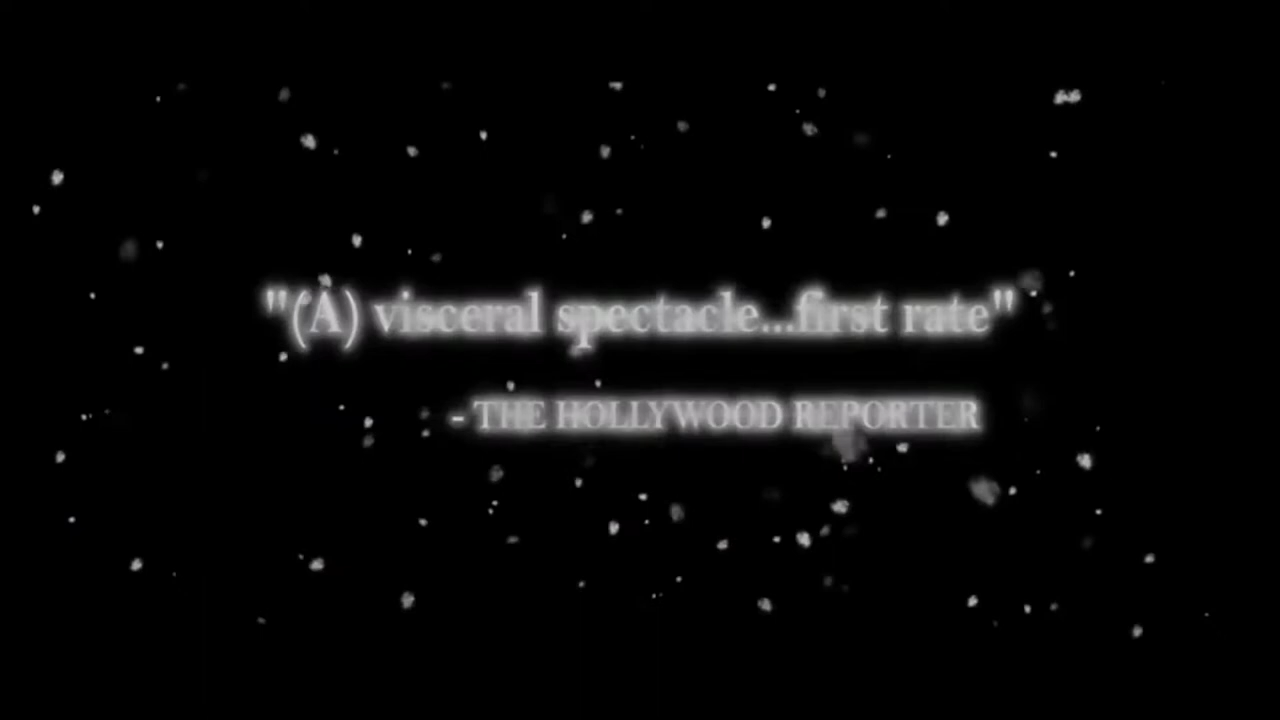 "(A) visceral spectacle...first rate"
- THE HOLLYWOOD REPORTER